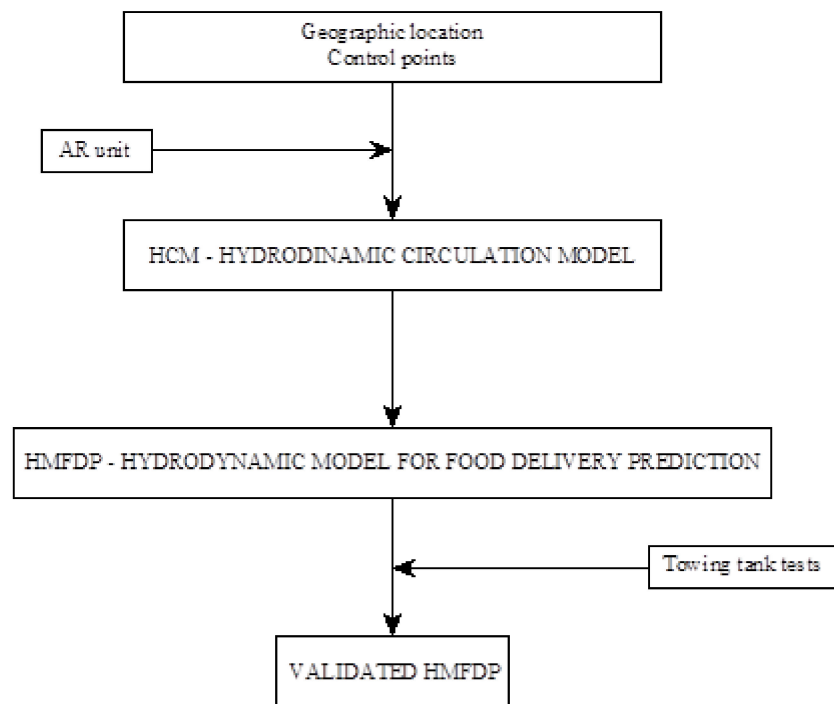 Geographic location
Control points
AR unit
HCM - HYDRODINAMIC CIRCULATION MODEL
HMFDP - HYDRODYNAMIC MODEL FOR FOOD DELIVERY PREDICTION
Towing tank tests
VALIDATED HMFDP